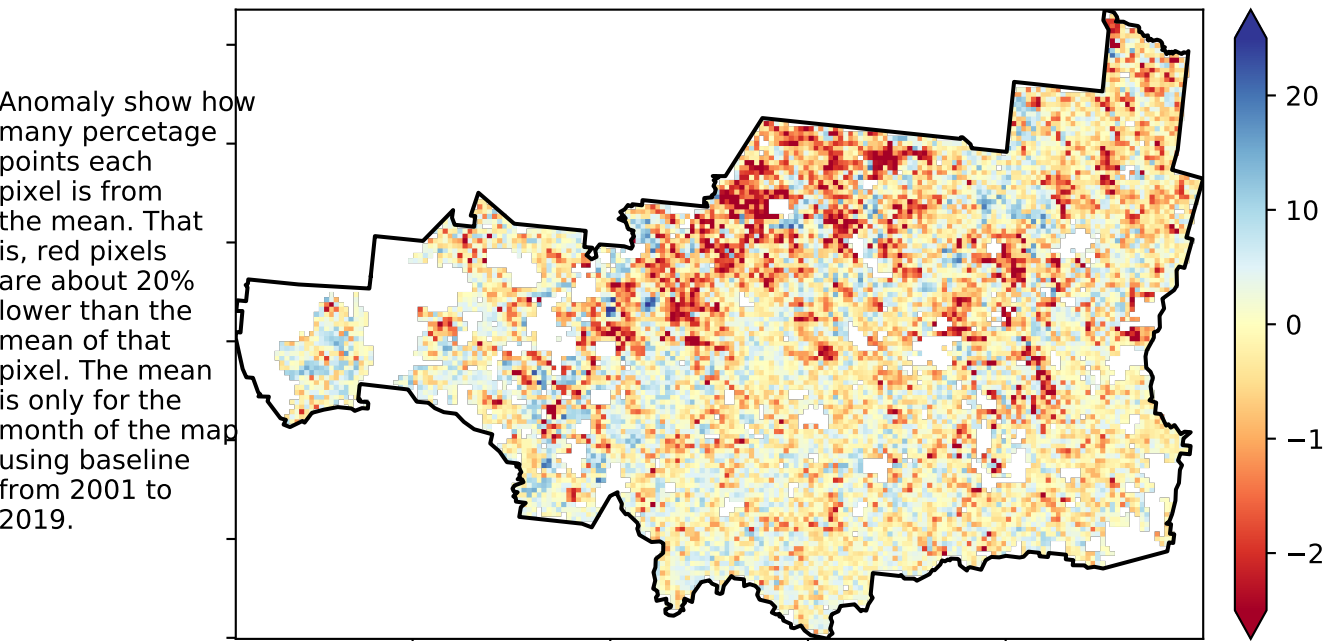 Anomaly show how
many percetage
points each
pixel is from
the mean. That
is, red pixels
are about 20%
lower than the
mean of that
pixel. The mean
is only for the
month of the map
using baseline
from 2001 to
2019.
20
10
0
−1
−2